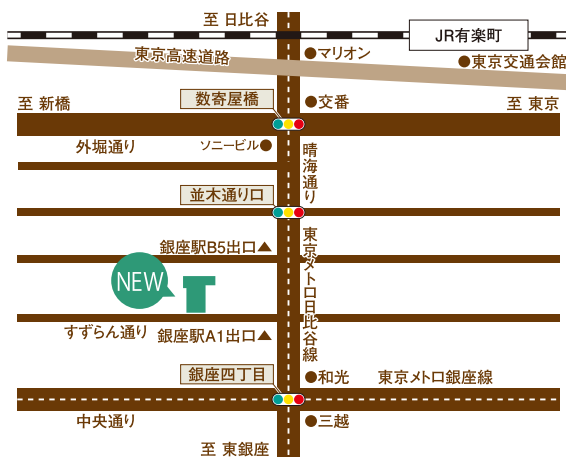 至 日比谷
JR有楽町
東京高速道路
マリオン
東京交通会館
至 新橋
数寄屋橋
交番
至 東京
外堀通り
ソニービル
晴海通り
並木通り口
銀座駅B5出口
東京メトロ日比谷線
NEW
すずらん通り
銀座駅A1出口
銀座四丁目
和光
東京メトロ銀座線
中央通り
三越
至 東銀座